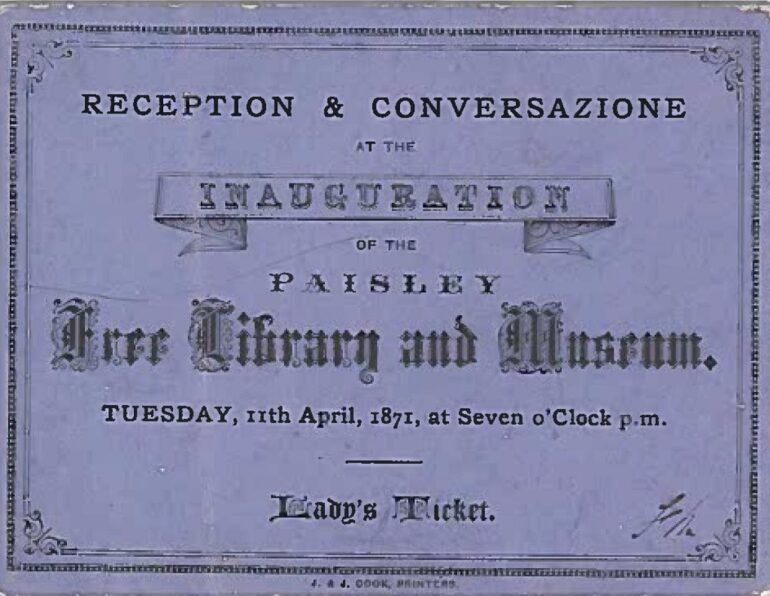 RECEPTION & CONVERSAZIONE
AT THE
INAUGURATION
OF THE
PAISLEY
Free Library and Museum.
TUESDAY, 11th April, 1871, at Seven o'Clock p.m.
Lady's Ticket.
J. & J. COOK, PRINTERS.